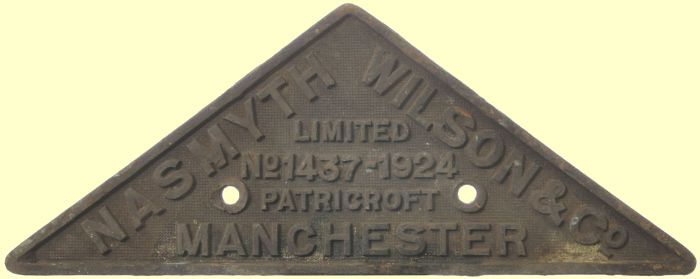 NASMYTH WILSON & Co
LIMITED
No 1437-1924
PATRICROFT
MANCHESTER